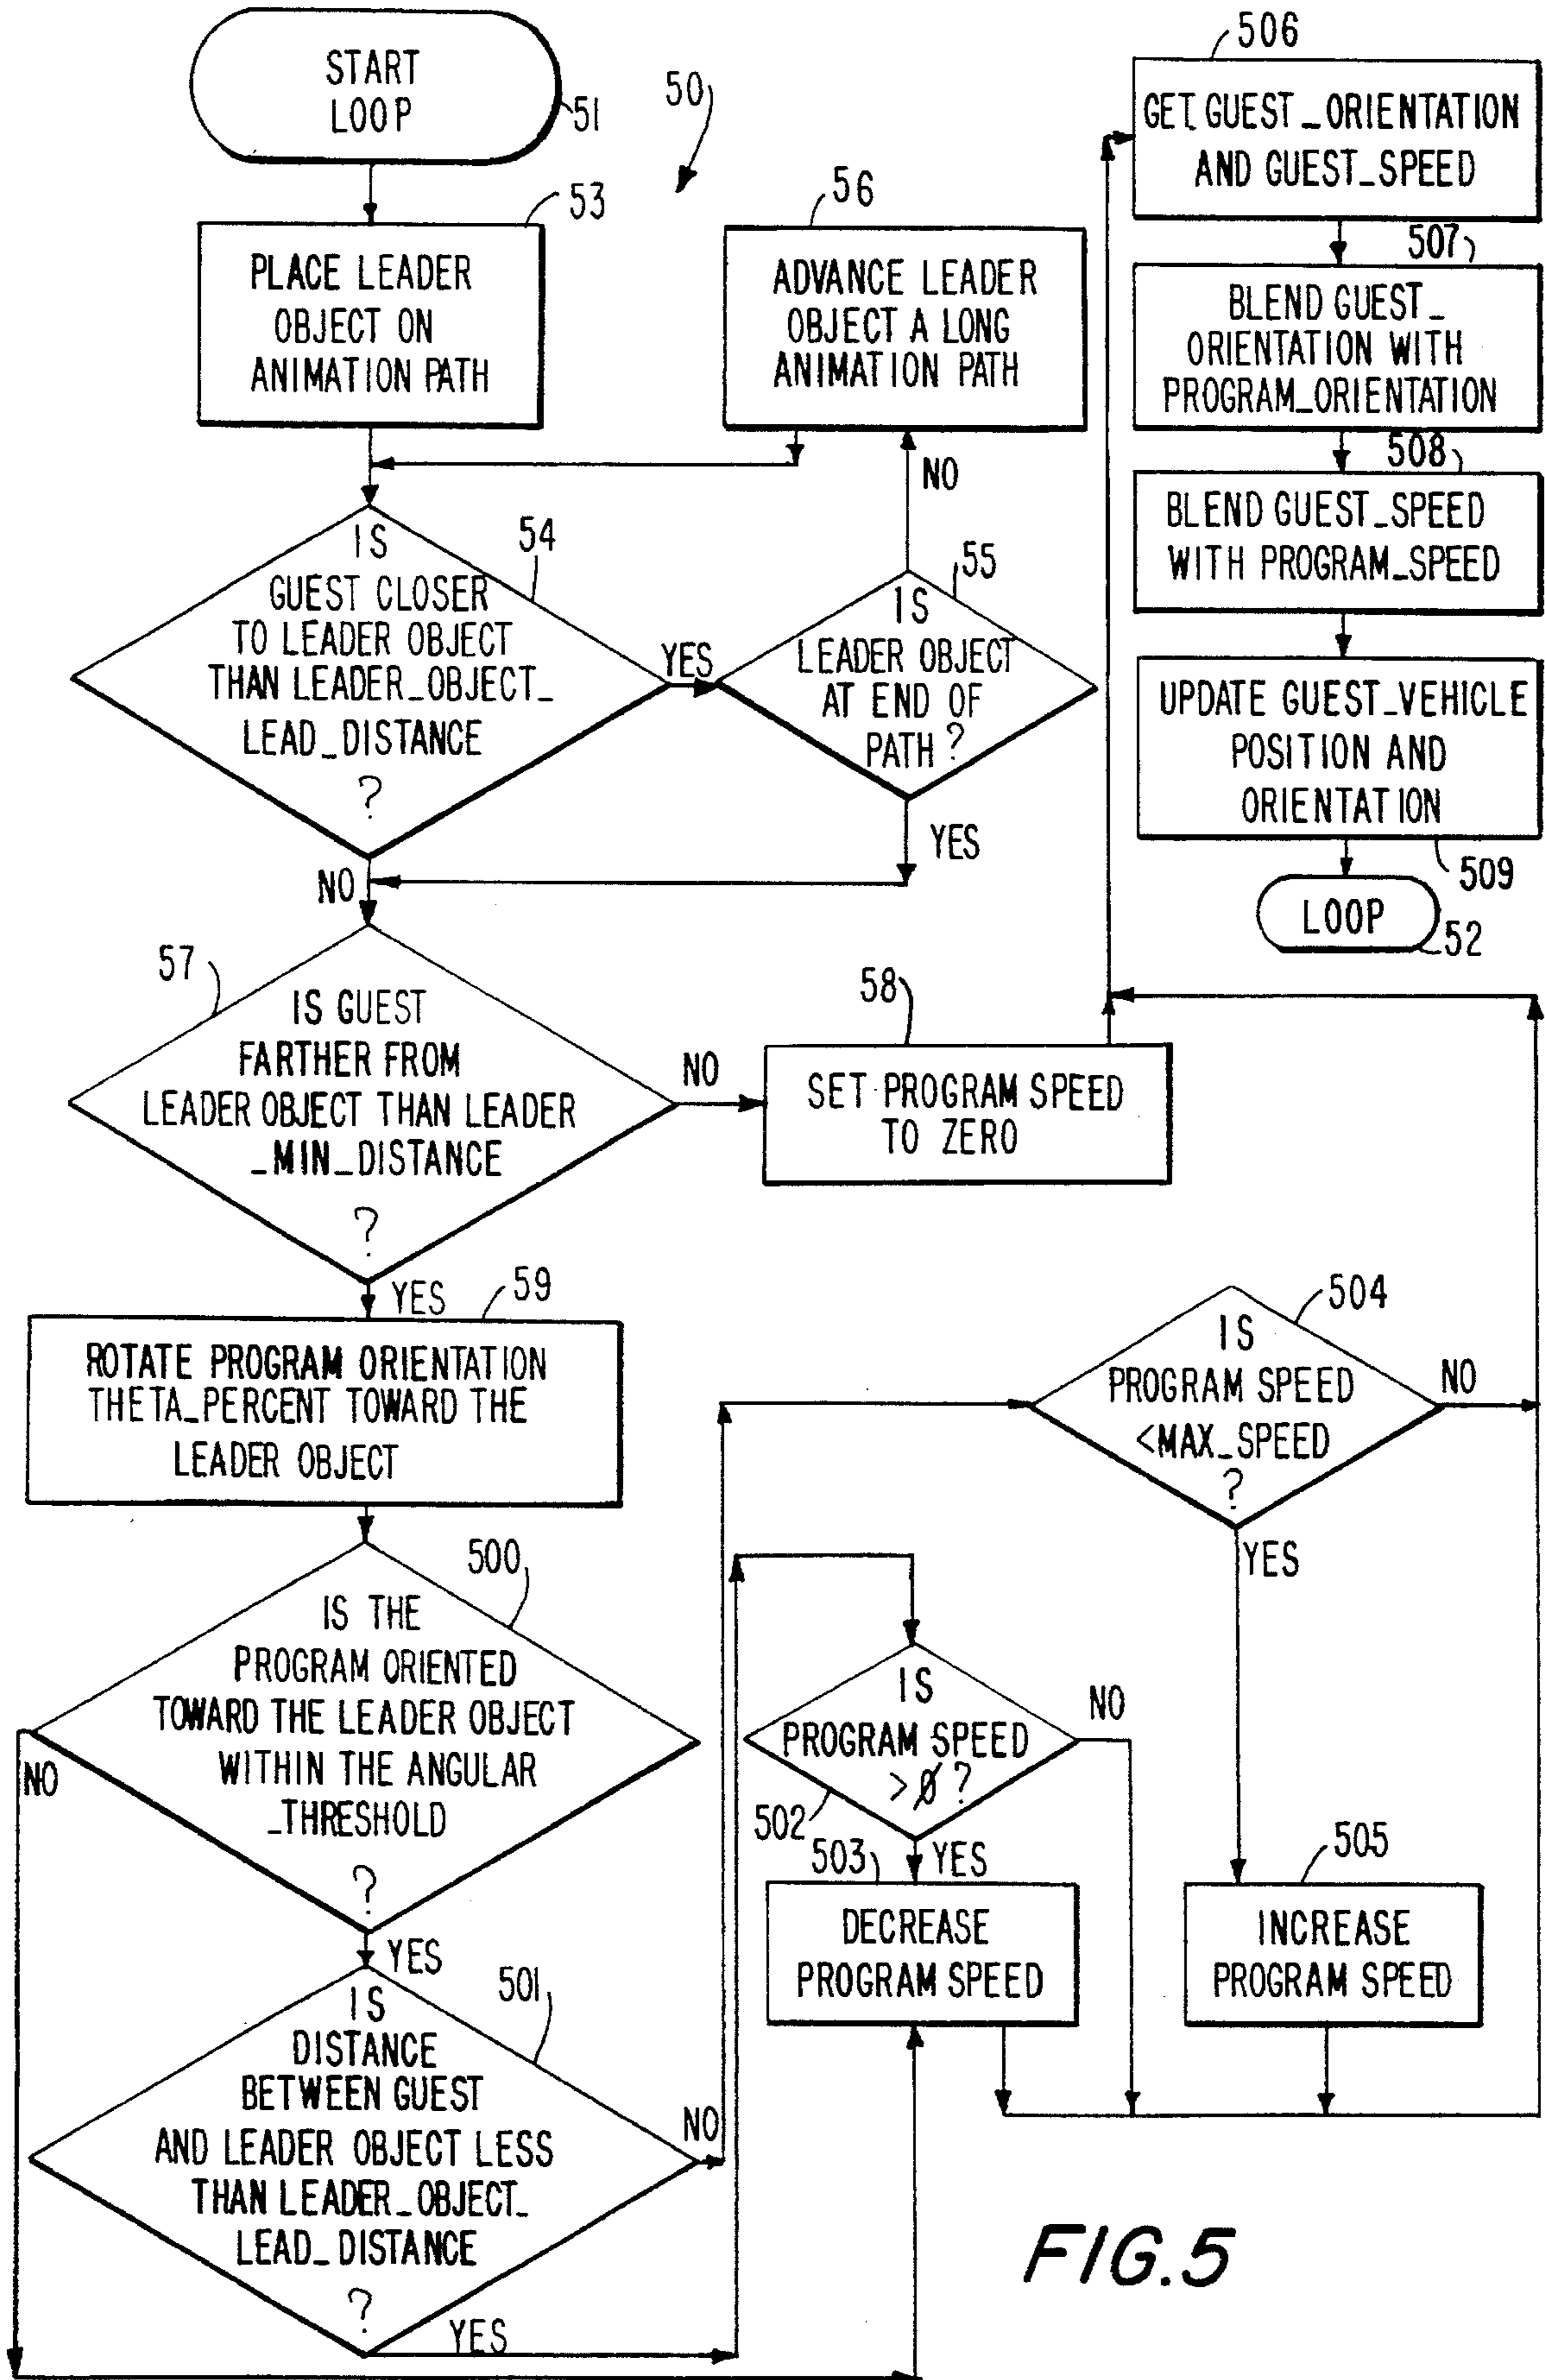 START
LOOP
51
50
53
PLACE LEADER
OBJECT ON
ANIMATION PATH
56
ADVANCE LEADER
OBJECT A LONG
ANIMATION PATH
NO
54
IS
GUEST CLOSER
TO LEADER OBJECT
THAN LEADER_OBJECT_
LEAD_DISTANCE
?
YES
55
IS
LEADER OBJECT
AT END OF
PATH?
YES
NO
57
IS GUEST
FARTHER FROM
LEADER OBJECT THAN LEADER
_MIN_DISTANCE
?
NO
58
SET PROGRAM SPEED
TO ZERO
YES
59
ROTATE PROGRAM ORIENTATION
THETA_PERCENT TOWARD THE
LEADER OBJECT
500
IS THE
PROGRAM ORIENTED
TOWARD THE LEADER OBJECT
WITHIN THE ANGULAR
_THRESHOLD
?
NO
YES
501
IS
DISTANCE
BETWEEN GUEST
AND LEADER OBJECT LESS
THAN LEADER_OBJECT_
LEAD_DISTANCE
?
NO
YES
502
IS
PROGRAM SPEED
>Ø?
NO
YES
503
DECREASE
PROGRAM SPEED
504
IS
PROGRAM SPEED
<MAX_SPEED
?
NO
YES
505
INCREASE
PROGRAM SPEED
506
GET GUEST_ORIENTATION
AND GUEST_SPEED
507
BLEND GUEST_
ORIENTATION WITH
PROGRAM_ORIENTATION
508
BLEND GUEST_SPEED
WITH PROGRAM_SPEED
UPDATE GUEST_VEHICLE
POSITION AND
ORIENTATION
509
LOOP
52
FIG.5